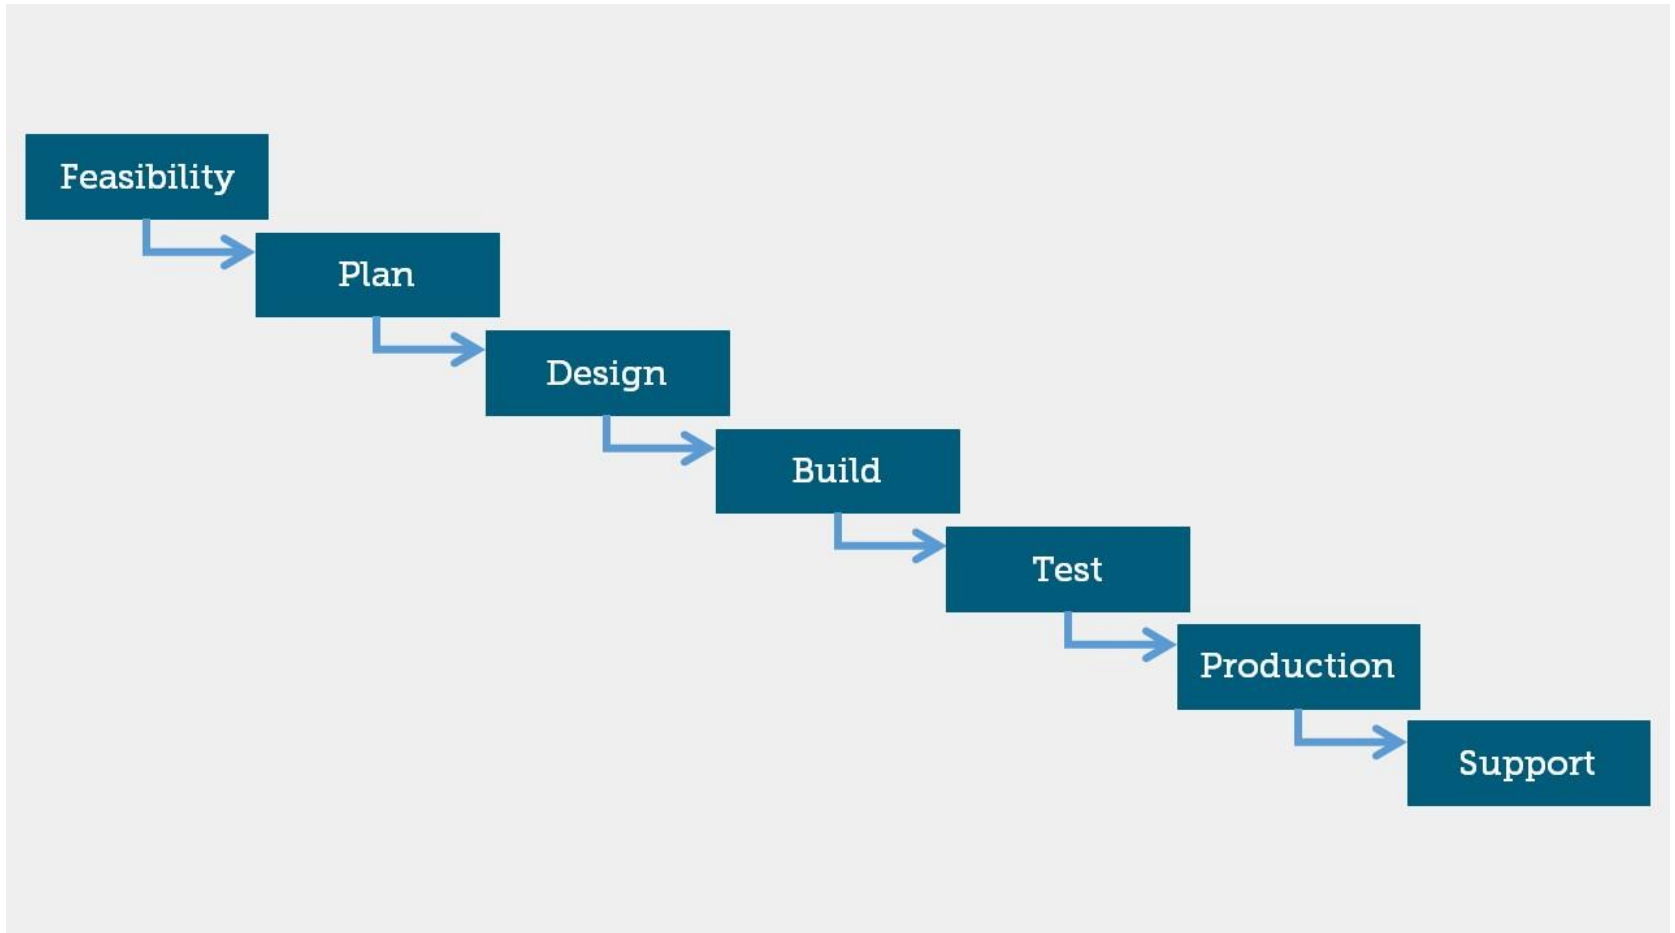 Feasibility
Plan
Design
Build
Test
Production
Support